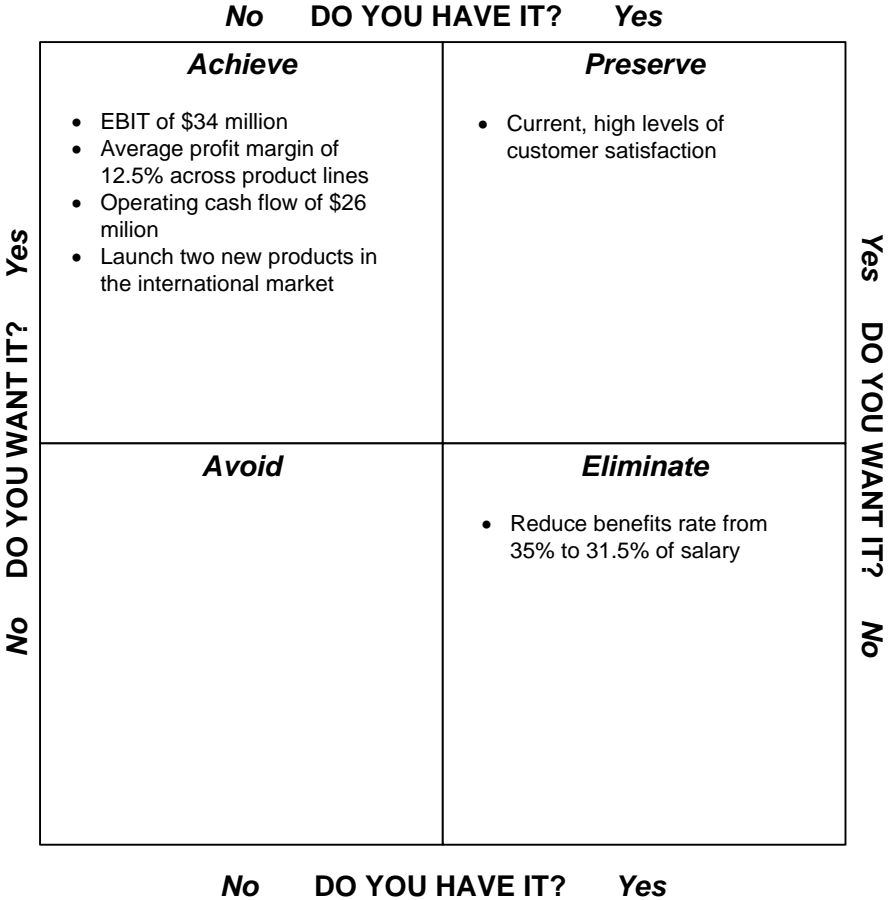 No DO YOU HAVE IT? Yes
Achieve
• EBIT of $34 million
• Average profit margin of
12.5% across product lines
• Operating cash flow of $26
milion
• Launch two new products in
the international market
Preserve
• Current, high levels of
customer satisfaction
No DO YOU WANT IT? Yes
Yes DO YOU WANT IT? No
Avoid
Eliminate
• Reduce benefits rate from
35% to 31.5% of salary
No DO YOU HAVE IT? Yes